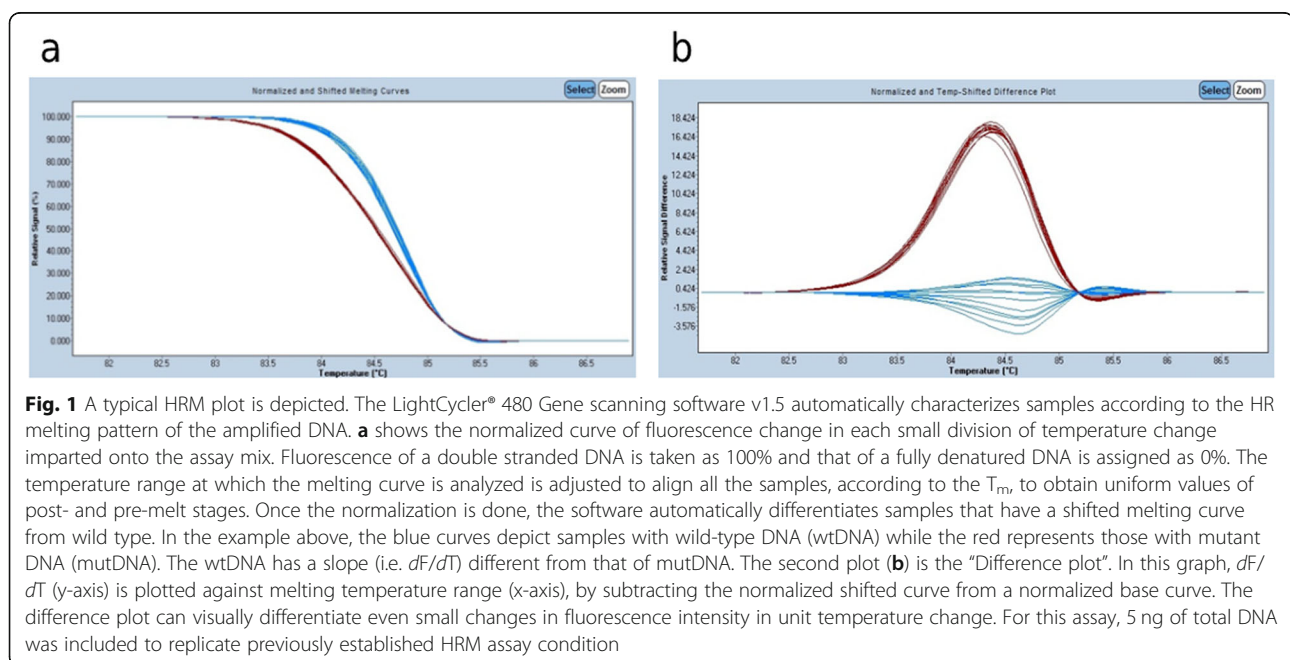 a
b
Normalized and Shifted Melting Curves
Select Zoom
Normalized and Temp-Shifted Difference Plot
Select Zoom
Relative Signal (%)
100.000
90.000
80.000
70.000
60.000
50.000
40.000
30.000
20.000
10.000
0.000
82 82.5 83 83.5 84 84.5 85 85.5 86 86.5
Temperature (°C)
Relative Signal Difference
18.424
16.424
14.424
12.424
10.424
8.424
6.424
4.424
2.424
0.424
-1.576
-3.576
82 82.5 83 83.5 84 84.5 85 85.5 86 86.5
Temperature (°C)
Fig. 1 A typical HRM plot is depicted. The LightCycler® 480 Gene scanning software v1.5 automatically characterizes samples according to the HR
melting pattern of the amplified DNA. a shows the normalized curve of fluorescence change in each small division of temperature change
imparted onto the assay mix. Fluorescence of a double stranded DNA is taken as 100% and that of a fully denatured DNA is assigned as 0%. The
temperature range at which the melting curve is analyzed is adjusted to align all the samples, according to the Tm, to obtain uniform values of
post- and pre-melt stages. Once the normalization is done, the software automatically differentiates samples that have a shifted melting curve
from wild type. In the example above, the blue curves depict samples with wild-type DNA (wtDNA) while the red represents those with mutant
DNA (mutDNA). The wtDNA has a slope (i.e. dF/dT) different from that of mutDNA. The second plot (b) is the “Difference plot”. In this graph, dF/
dT (y-axis) is plotted against melting temperature range (x-axis), by subtracting the normalized shifted curve from a normalized base curve. The
difference plot can visually differentiate even small changes in fluorescence intensity in unit temperature change. For this assay, 5 ng of total DNA
was included to replicate previously established HRM assay condition